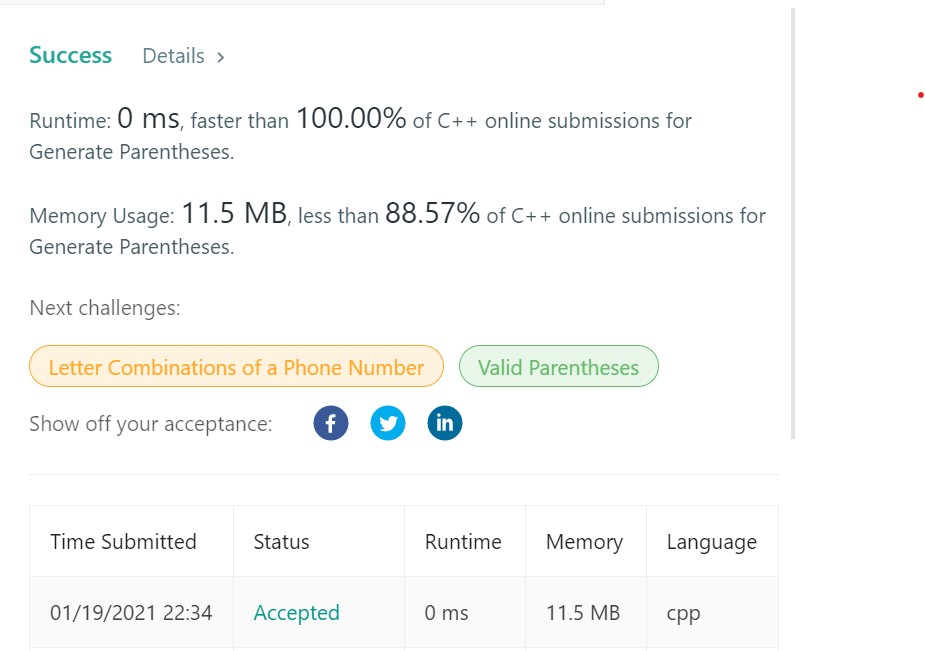 Success Details >
Runtime: 0 ms, faster than 100.00% of C++ online submissions for
Generate Parentheses.
Memory Usage: 11.5 MB, less than 88.57% of C++ online submissions for
Generate Parentheses.
Next challenges:
Letter Combinations of a Phone Number Valid Parentheses
Show off your acceptance: f in
Time Submitted Status Runtime Memory Language
01/19/2021 22:34 Accepted 0 ms 11.5 MB cpp